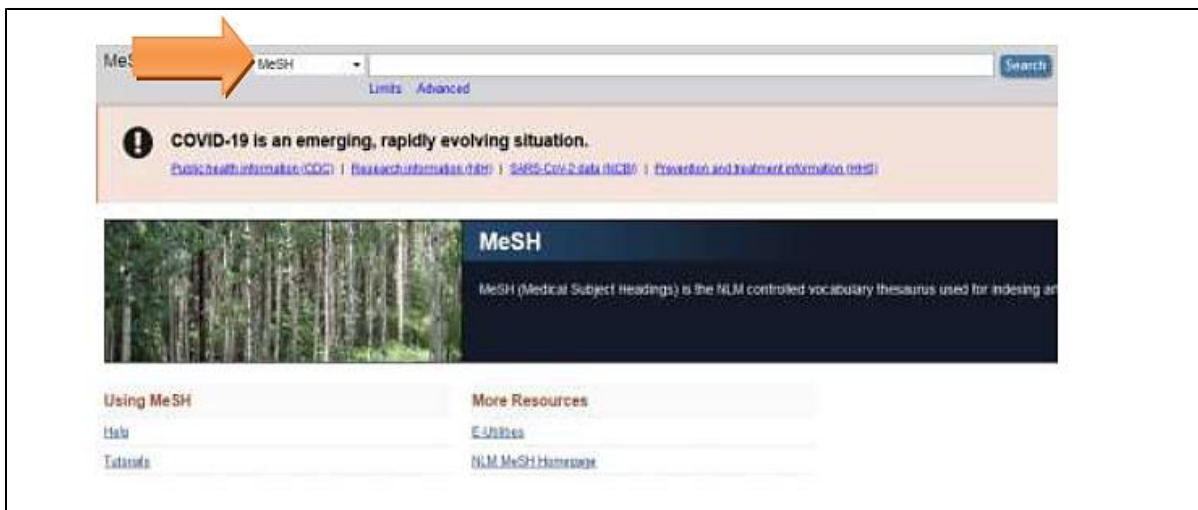 MeSH
Search
Limits Advanced
COVID-19 is an emerging, rapidly evolving situation.
Public health information (CDC) | Research information (NIH) | SARS-CoV-2 data (NCBI) | Prevention and treatment information (HHS)
MeSH
MeSH (Medical Subject Headings) is the NLM controlled vocabulary thesaurus used for indexing
Using MeSH
More Resources
Help
E-Utilities
Tutorials
NLM MeSH Homepage